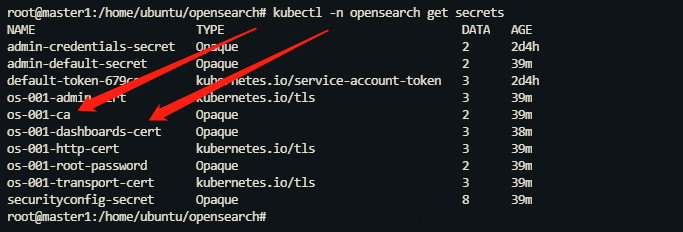 root@master1:/home/ubuntu/opensearch# kubectl -n opensearch get secrets
NAME TYPE DATA AGE
admin-credentials-secret Opaque 2 2d4h
admin-default-secret Opaque 2 39m
kubernetes.io/service-account-token 3 2d4h
os-001-admin-cert kubernetes.io/tls 3 39m
os-001-ca Opaque 2 39m
os-001-dashboards-cert Opaque 3 38m
os-001-http-cert kubernetes.io/tls 3 39m
os-001-root-password Opaque 2 39m
os-001-transport-cert kubernetes.io/tls 3 39m
securityconfig-secret Opaque 8 39m
root@master1:/home/ubuntu/opensearch#